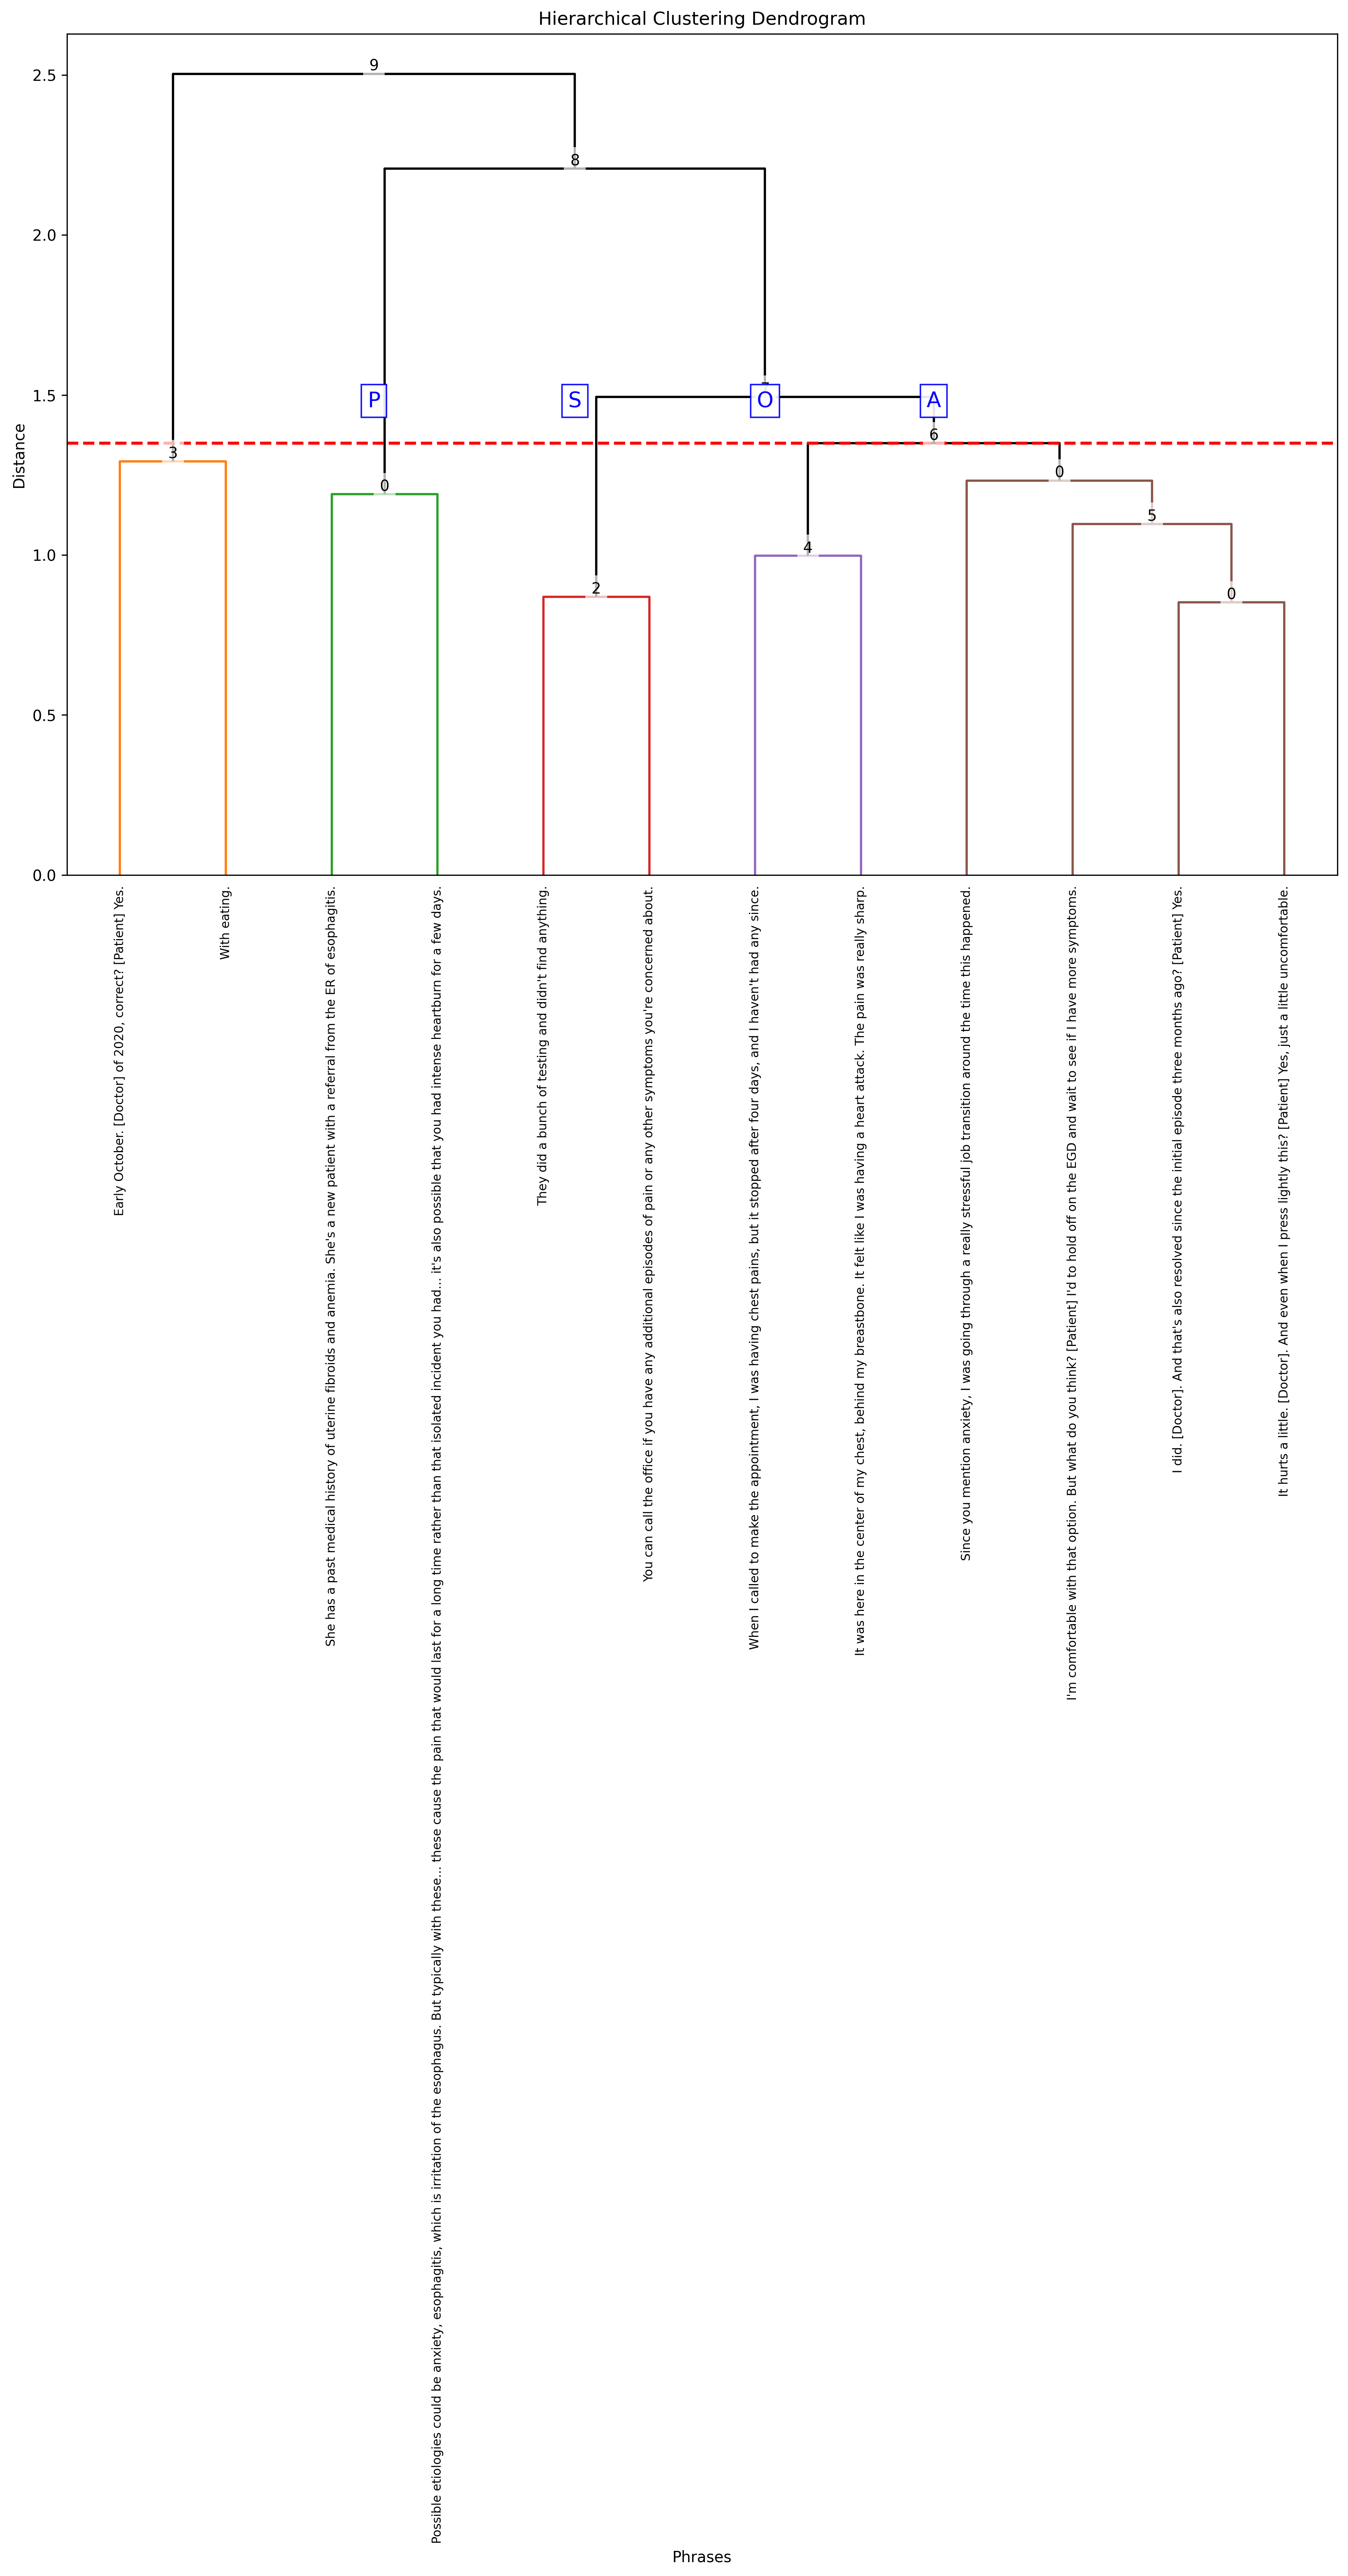 Hierarchical Clustering Dendrogram
9
2.5
8
2.0
1.5
P
S
O
A
6
3
0
0
5
4
1.0
2
0
0.5
0.0
Distance
Early October. [Doctor] of 2020, correct? [Patient] Yes.
With eating.
She has a past medical history of uterine fibroids and anemia. She's a new patient with a referral from the ER of esophagitis.
Possible etiologies could be anxiety, esophagitis, which is irritation of the esophagus. But typically with these... these cause the pain that would last for a long time rather than that isolated incident you had... it's also possible that you had intense heartburn for a few days.
They did a bunch of testing and didn't find anything.
You can call the office if you have any additional episodes of pain or any other symptoms you're concerned about.
When I called to make the appointment, I was having chest pains, but it stopped after four days, and I haven't had any since.
It was here in the center of my chest, behind my breastbone. It felt like I was having a heart attack. The pain was really sharp.
Since you mention anxiety, I was going through a really stressful job transition around the time this happened.
I'm comfortable with that option. But what do you think? [Patient] I'd to hold off on the EGD and wait to see if I have more symptoms.
I did. [Doctor]. And that's also resolved since the initial episode three months ago? [Patient] Yes.
It hurts a little. [Doctor]. And even when I press lightly this? [Patient] Yes, just a little uncomfortable.
Phrases